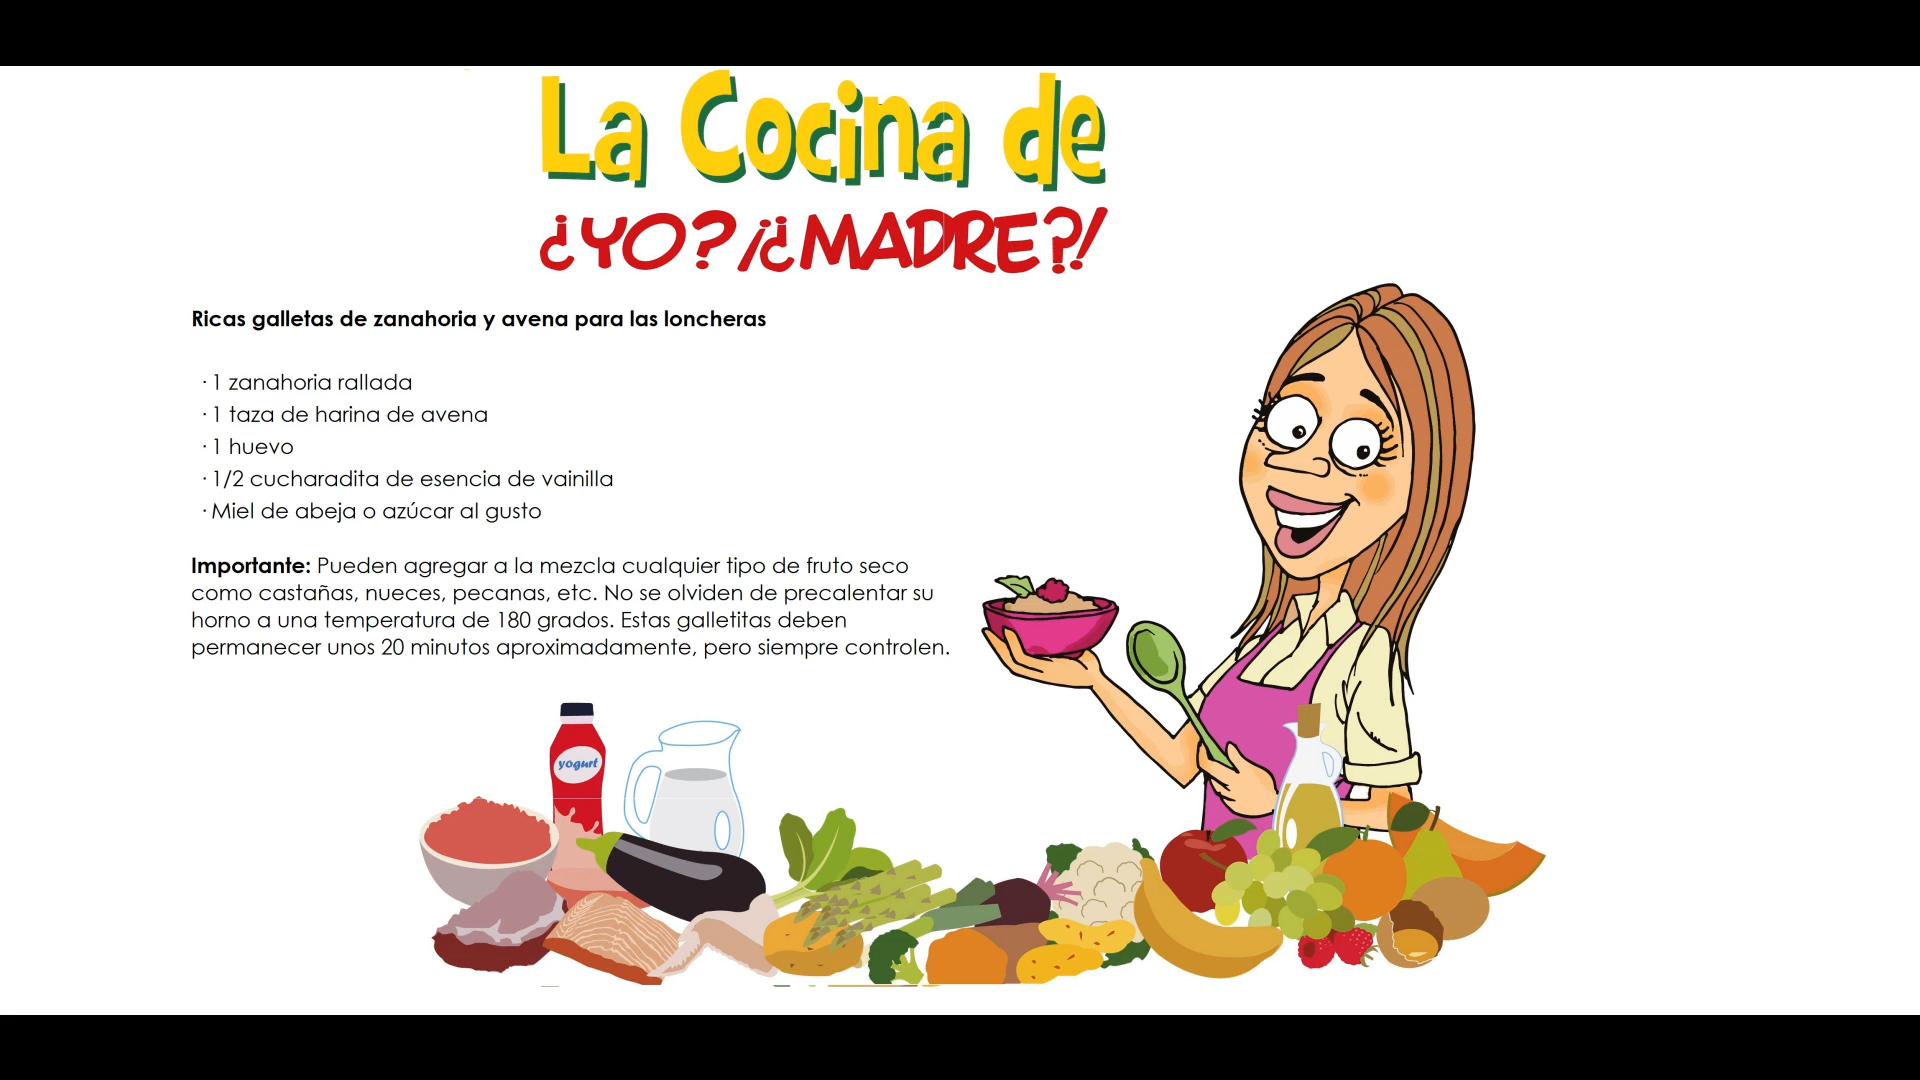 La Cocina de
¿YO? ¡¿MADRE?!
Ricas galletas de zanahoria y avena para las loncheras
· 1 zanahoria rallada
· 1 taza de harina de avena
· 1 huevo
· 1/2 cucharadita de esencia de vainilla
· Miel de abeja o azúcar al gusto
Importante: Pueden agregar a la mezcla cualquier tipo de fruto seco
como castañas, nueces, pecanas, etc. No se olviden de precalentar su
horno a una temperatura de 180 grados. Estas galletitas deben
permanecer unos 20 minutos aproximadamente, pero siempre controlen.
yogurt